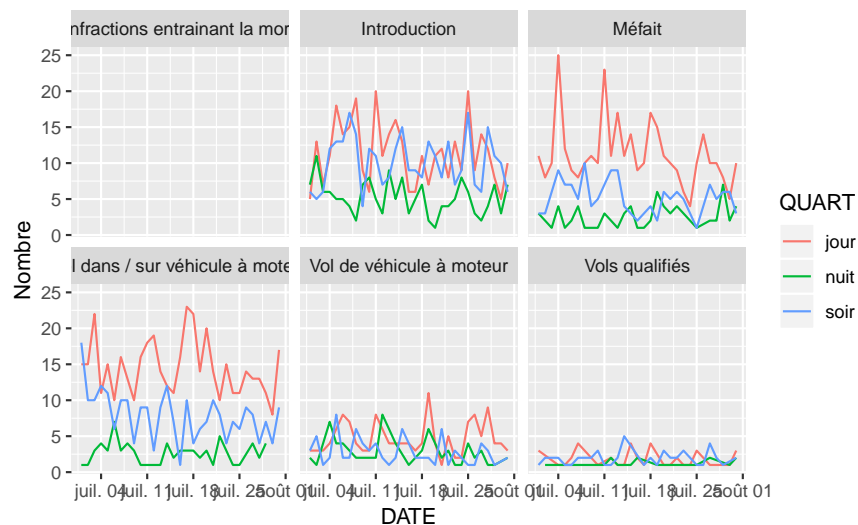 nfractions entrainant la mor
Introduction
Méfait
25
20
15
10
5
0
Nombre
l dans / sur véhicule à mote
Vol de véhicule à moteur
Vols qualifiés
25
20
15
10
5
0
juil. 04 juil. 11 juil. 18 juil. 25 août 01
juil. 04 juil. 11 juil. 18 juil. 25 août 01
juil. 04 juil. 11 juil. 18 juil. 25 août 01
DATE
QUART
jour
nuit
soir